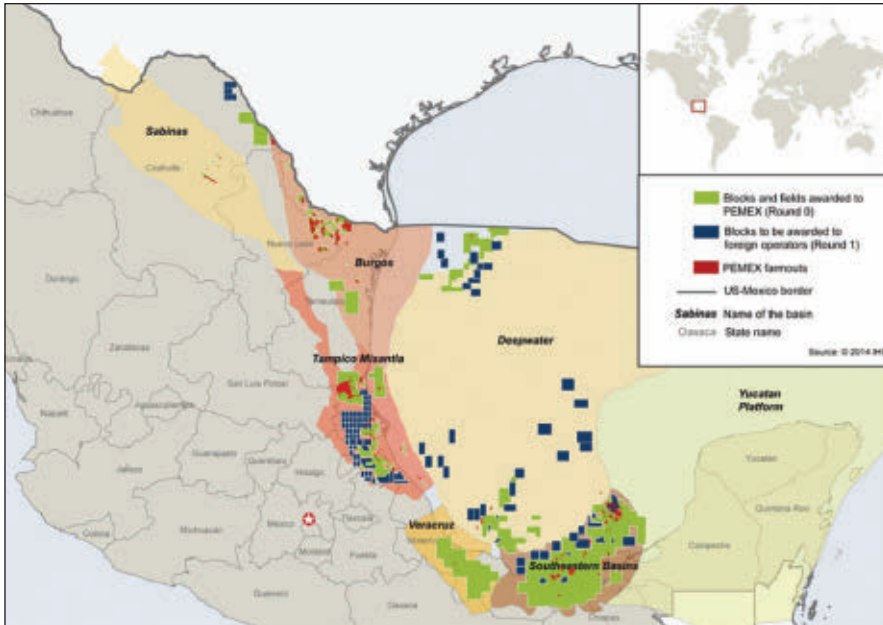 Chihuahua
Sabinas
Coahuila
Nuevo León
Burgos
Durango
Tamaulipas
Deepwater
Zacatecas
Tampico Misantla
San Luis Potosi
Nayarit
Aguascalientes
Guanajuato
Queretaro
Hidalgo
Jalisco
Mexico
Tlaxcala
Colima
Michoacán
Morelos
Puebla
Veracruz
Guerrero
Oaxaca
Southeastern Basins
Chiapas
Yucatan
Platform
Yucatan
Quintana Roo
Campeche
Blocks and fields awarded to
PEMEX (Round 0)
Blocks to be awarded to
foreign operators (Round 1)
PEMEX farmouts
US-Mexico border
Sabinas Name of the basin
Oaxaca State name
Source: © 2014 IHS